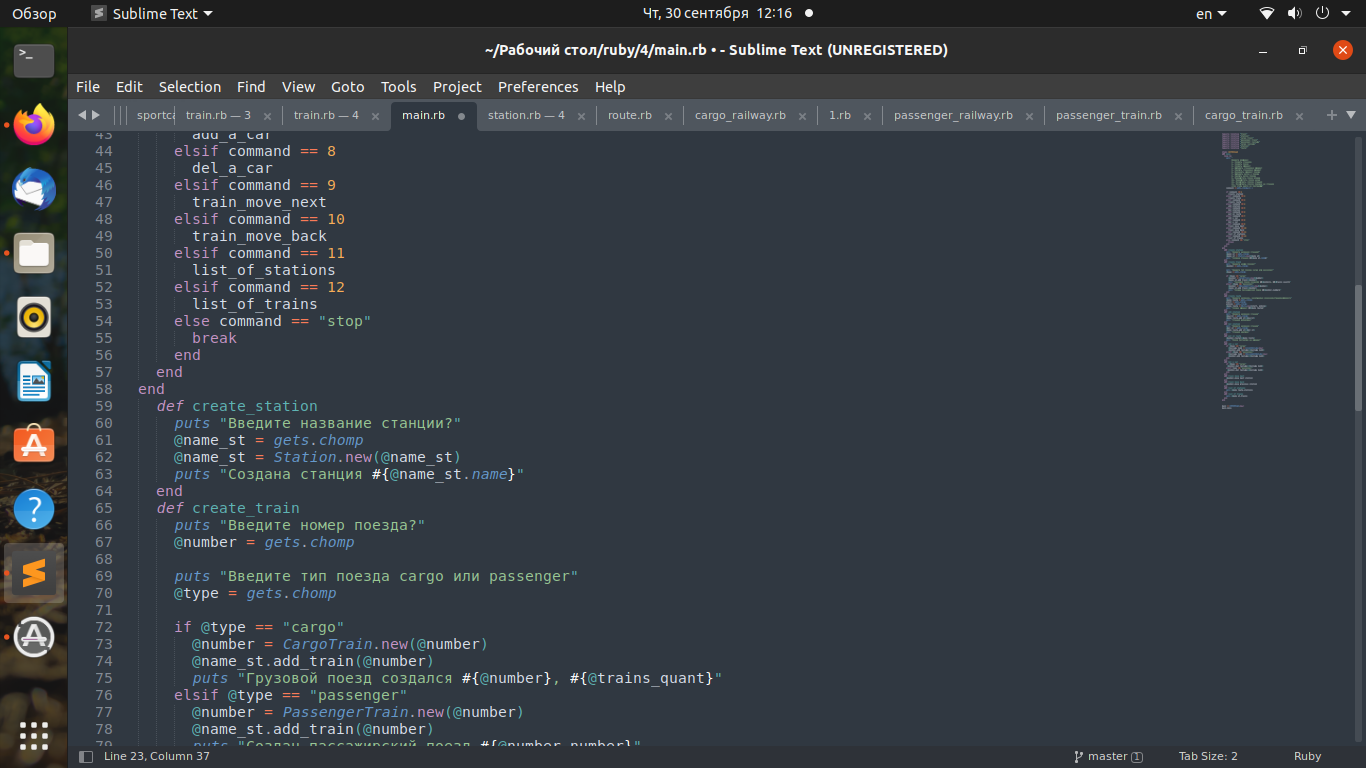 Обзор
Sublime Text
Чт, 30 сентября 12:16
en
~/Рабочий стол/ruby/4/main.rb • - Sublime Text (UNREGISTERED)
File Edit Selection Find View Goto Tools Project Preferences Help
sportca train.rb — 3 train.rb — 4 main.rb station.rb — 4 route.rb cargo_railway.rb 1.rb passenger_railway.rb passenger_train.rb cargo_train.rb
43 add_a_car
44 elsif command == 8
45 del_a_car
46 elsif command == 9
47 train_move_next
48 elsif command == 10
49 train_move_back
50 elsif command == 11
51 list_of_stations
52 elsif command == 12
53 list_of_trains
54 else command == "stop"
55 break
56 end
57 end
58 end
59 def create_station
60 puts "Введите название станции?"
61 @name_st = gets.chomp
62 @name_st = Station.new(@name_st)
63 puts "Создана станция #{@name_st.name}"
64 end
65 def create_train
66 puts "Введите номер поезда?"
67 @number = gets.chomp
68
69 puts "Введите тип поезда cargo или passenger"
70 @type = gets.chomp
71
72 if @type == "cargo"
73 @number = CargoTrain.new(@number)
74 @name_st.add_train(@number)
75 puts "Грузовой поезд создался #{@number}, #{@trains_quant}"
76 elsif @type == "passenger"
77 @number = PassengerTrain.new(@number)
78 @name_st.add_train(@number)
79 puts "Создан пассажирский поезд #{@number.number}"
Line 23, Column 37
master 1
Tab Size: 2
Ruby